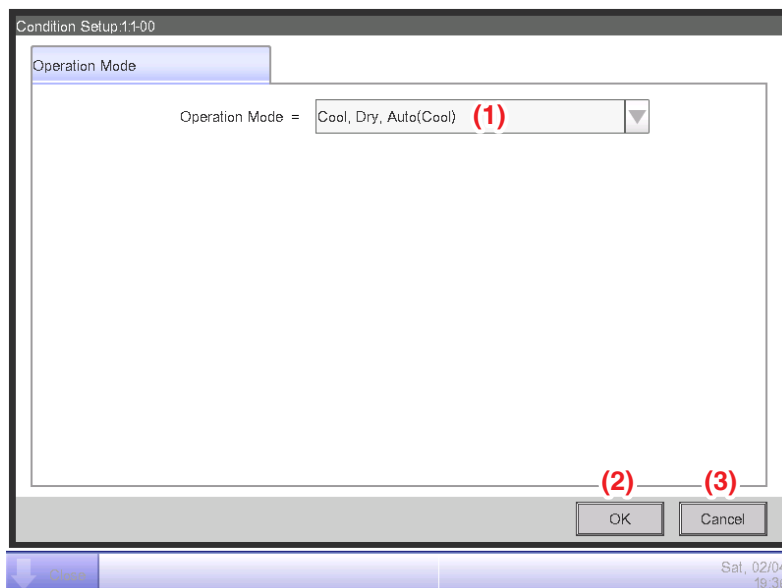 Condition Setup:1:1-00
Operation Mode
Operation Mode = Cool, Dry, Auto(Cool) (1)
(2) (3)
OK Cancel
Sat, 02/04